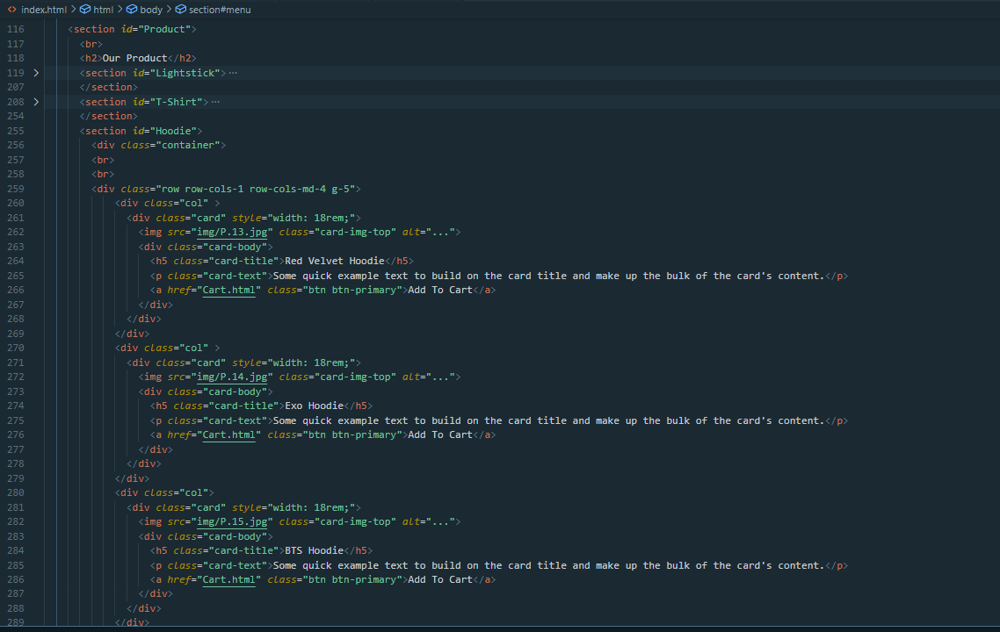 index.html > html > body > section#menu
116 <section id="Product">
117 <br>
118 <h2>Our Product</h2>
119 > <section id="Lightstick">···
207 </section>
208 > <section id="T-Shirt">···
254 </section>
255 <section id="Hoodie">
256 <div class="container">
257 <br>
258 <br>
259 <div class="row row-cols-1 row-cols-md-4 g-5">
260 <div class="col" >
261 <div class="card" style="width: 18rem;">
262 <img src="img/P.13.jpg" class="card-img-top" alt="...">
263 <div class="card-body">
264 <h5 class="card-title">Red Velvet Hoodie</h5>
265 <p class="card-text">Some quick example text to build on the card title and make up the bulk of the card's content.</p>
266 <a href="Cart.html" class="btn btn-primary">Add To Cart</a>
267 </div>
268 </div>
269 </div>
270 <div class="col" >
271 <div class="card" style="width: 18rem;">
272 <img src="img/P.14.jpg" class="card-img-top" alt="...">
273 <div class="card-body">
274 <h5 class="card-title">Exo Hoodie</h5>
275 <p class="card-text">Some quick example text to build on the card title and make up the bulk of the card's content.</p>
276 <a href="Cart.html" class="btn btn-primary">Add To Cart</a>
277 </div>
278 </div>
279 </div>
280 <div class="col">
281 <div class="card" style="width: 18rem;">
282 <img src="img/P.15.jpg" class="card-img-top" alt="...">
283 <div class="card-body">
284 <h5 class="card-title">BTS Hoodie</h5>
285 <p class="card-text">Some quick example text to build on the card title and make up the bulk of the card's content.</p>
286 <a href="Cart.html" class="btn btn-primary">Add To Cart</a>
287 </div>
288 </div>
289 </div>